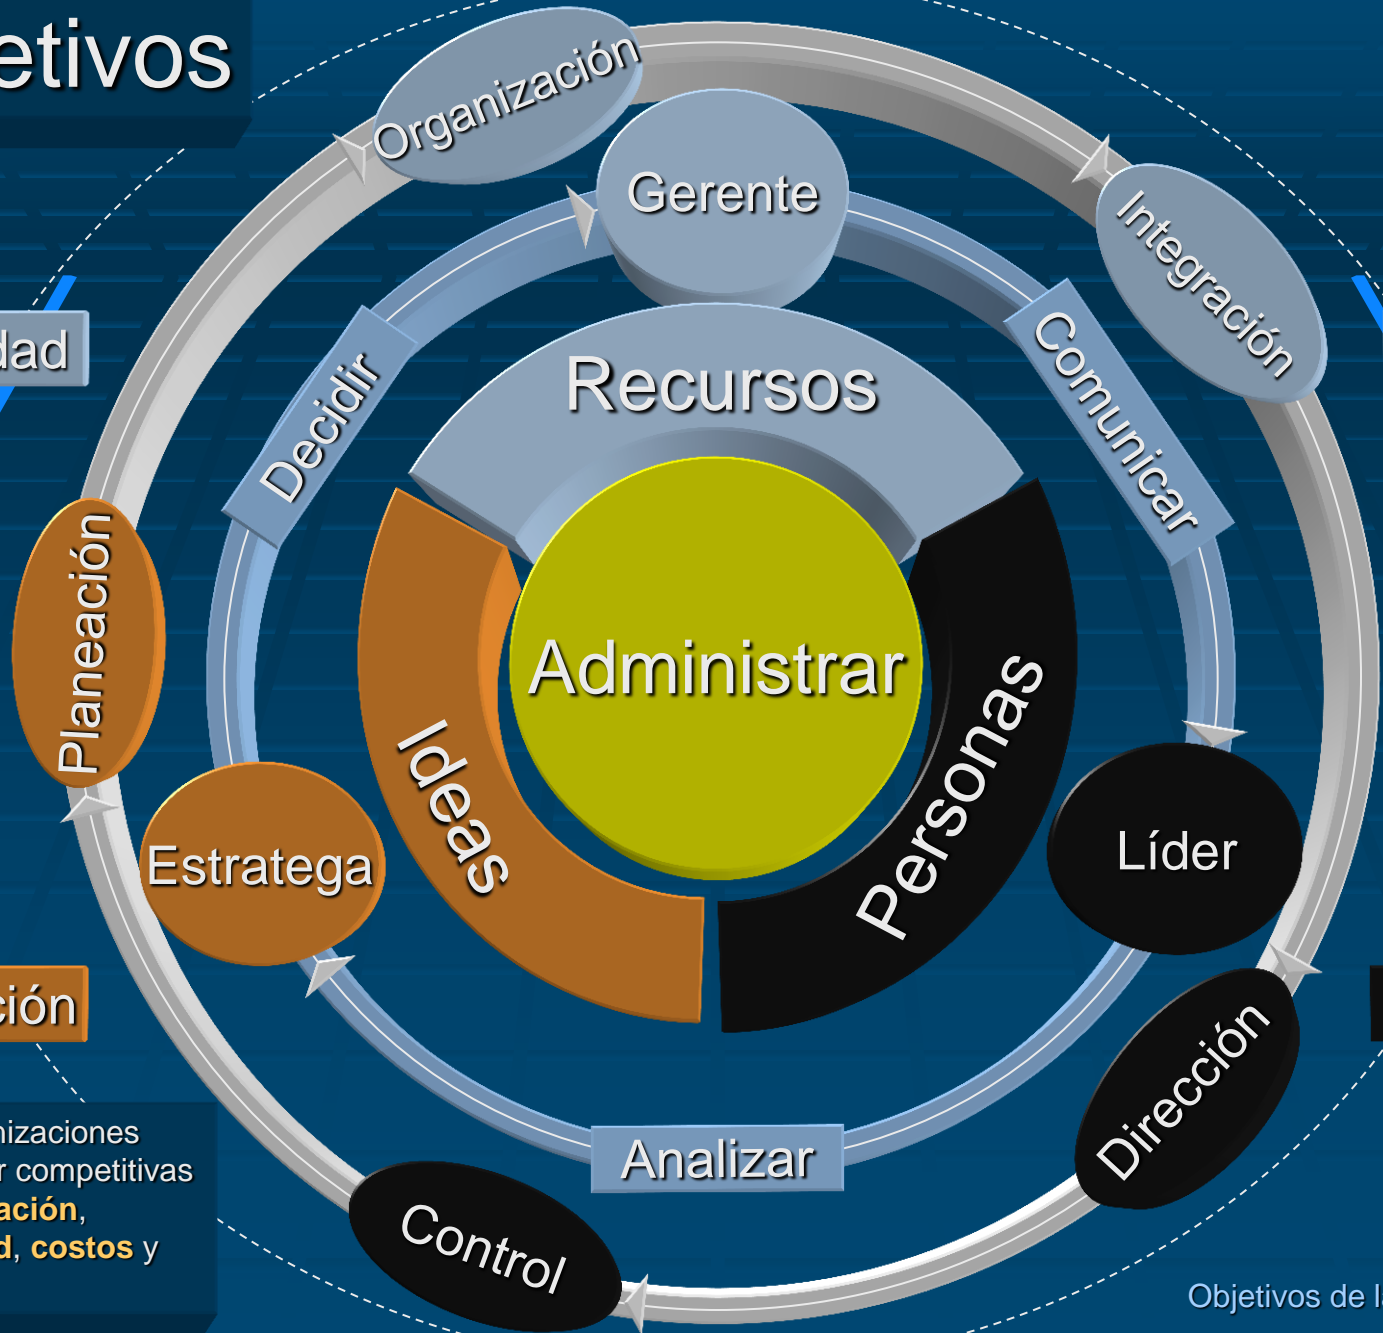 etivos
Organización
Gerente
Integración
dad
Recursos
Decidir
Comunicar
Planeación
Administrar
Ideas
Personas
Estratega
Líder
ción
Dirección
nizaciones
r competitivas
ación,
d, costos y
Analizar
Control
Objetivos de la